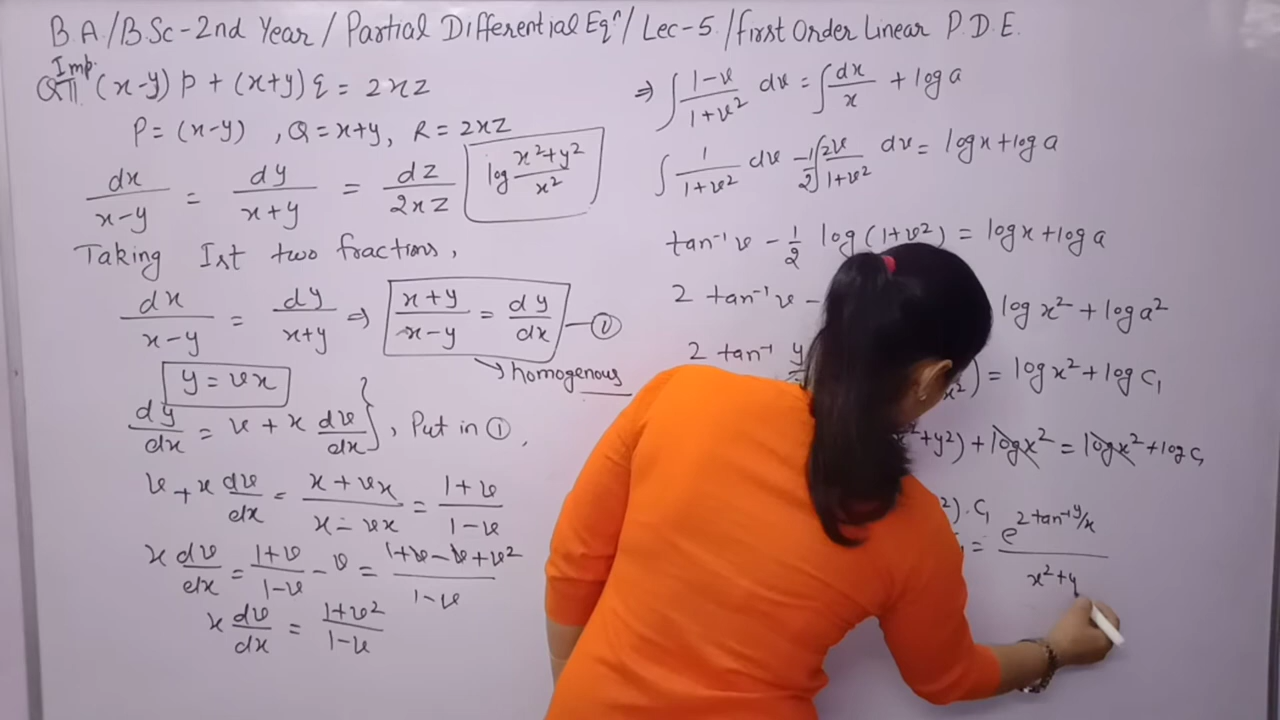 B.A./B.Sc-2nd Year / Partial Differential Eqⁿ / Lec-5 / first Order Linear P.D.E.
Imp.
Q11 (x-y) p + (x+y) q = 2xz
P = (x-y) , Q = x+y, R = 2xz
dx/(x-y) = dy/(x+y) = dz/2xz
log (x²+y²)/x²
Taking Ist two fractions,
dx/(x-y) = dy/(x+y) ⇒ (x+y)/(x-y) = dy/dx — ①
→ homogenous
y = vx
dy/dx = v + x dv/dx }, Put in ①,
v + x dv/dx = (x+vx)/(x-vx) = (1+v)/(1-v)
x dv/dx = (1+v)/(1-v) - v = (1+v-v+v²)/(1-v)
x dv/dx = (1+v²)/(1-v)
⇒ ∫ (1-v)/(1+v²) dv = ∫ dx/x + log a
∫ 1/(1+v²) dv - 1/2 ∫ 2v/(1+v²) dv = log x + log a
tan⁻¹ v - 1/2 log (1+v²) = log x + log a
2 tan⁻¹ v - log x² + log a²
2 tan⁻¹ y x²) = log x² + log c₁
x²+y²) + log x² = log x² + log c₁
²). c₁
= e^(2 tan⁻¹ y/x)/(x²+y